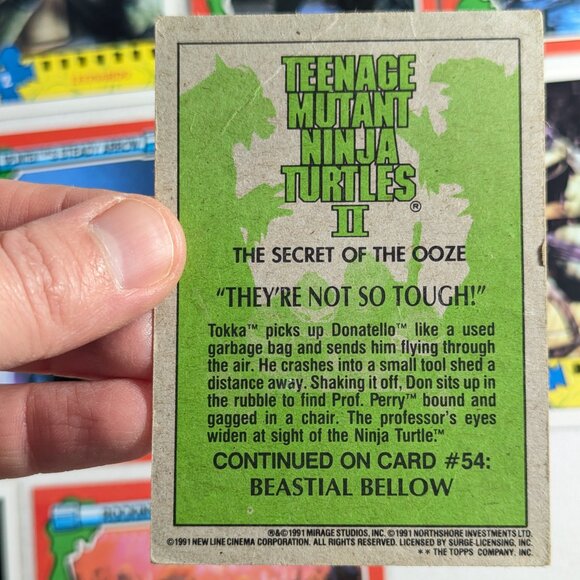 TEENAGE
MUTANT
NINJA
TURTLES
II ®
THE SECRET OF THE OOZE
"THEY'RE NOT SO TOUGH!"
Tokka™ picks up Donatello™ like a used
garbage bag and sends him flying through
the air. He crashes into a small tool shed a
distance away. Shaking it off, Don sits up in
the rubble to find Prof. Perry™ bound and
gagged in a chair. The professor's eyes
widen at sight of the Ninja Turtle.™
CONTINUED ON CARD #54:
BEASTIAL BELLOW
®&©1991 MIRAGE STUDIOS, INC. ©1991 NORTHSHORE INVESTMENTS LTD.
©1991 NEW LINE CINEMA CORPORATION. ALL RIGHTS RESERVED. LICENSED BY SURGE LICENSING, INC.
* * THE TOPPS COMPANY, INC.